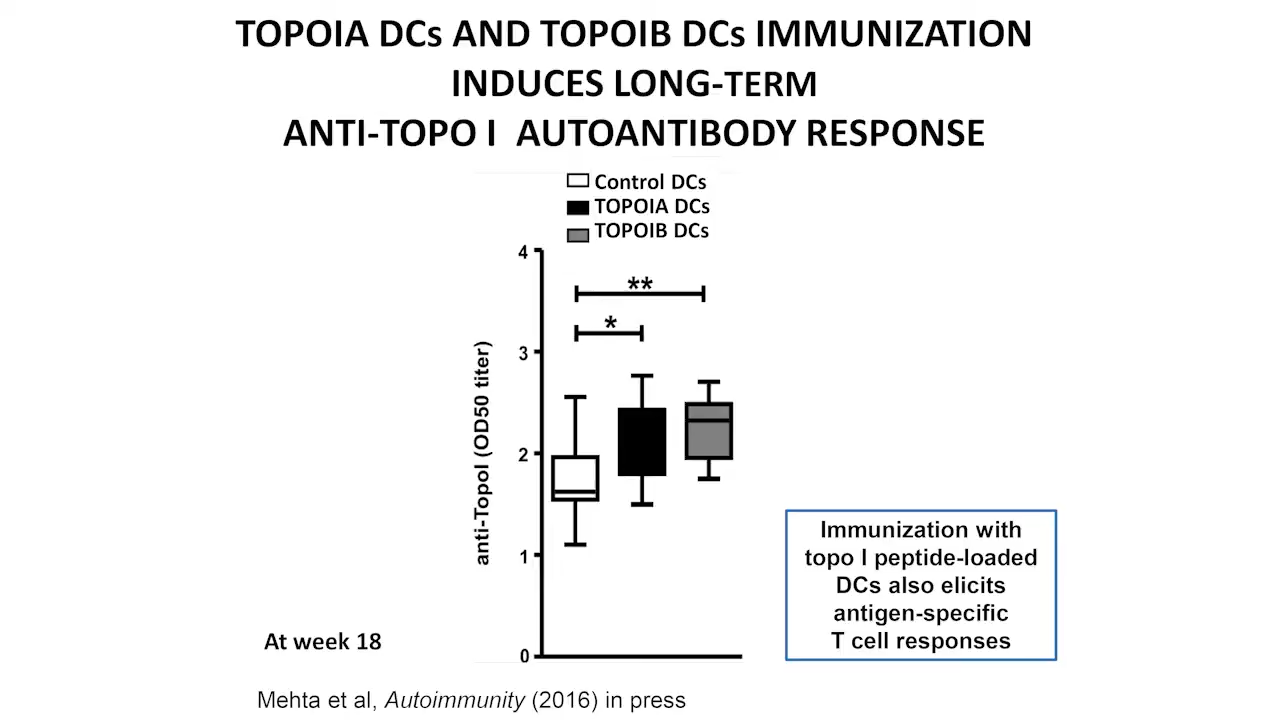 TOPOIA DCs AND TOPOIB DCs IMMUNIZATION
INDUCES LONG-TERM
ANTI-TOPO I AUTOANTIBODY RESPONSE
Control DCs
TOPOIA DCs
TOPOIB DCs
4
**
*
3
2
1
0
anti-TopoI (OD50 titer)
Immunization with
topo I peptide-loaded
DCs also elicits
antigen-specific
T cell responses
At week 18
Mehta et al, Autoimmunity (2016) in press